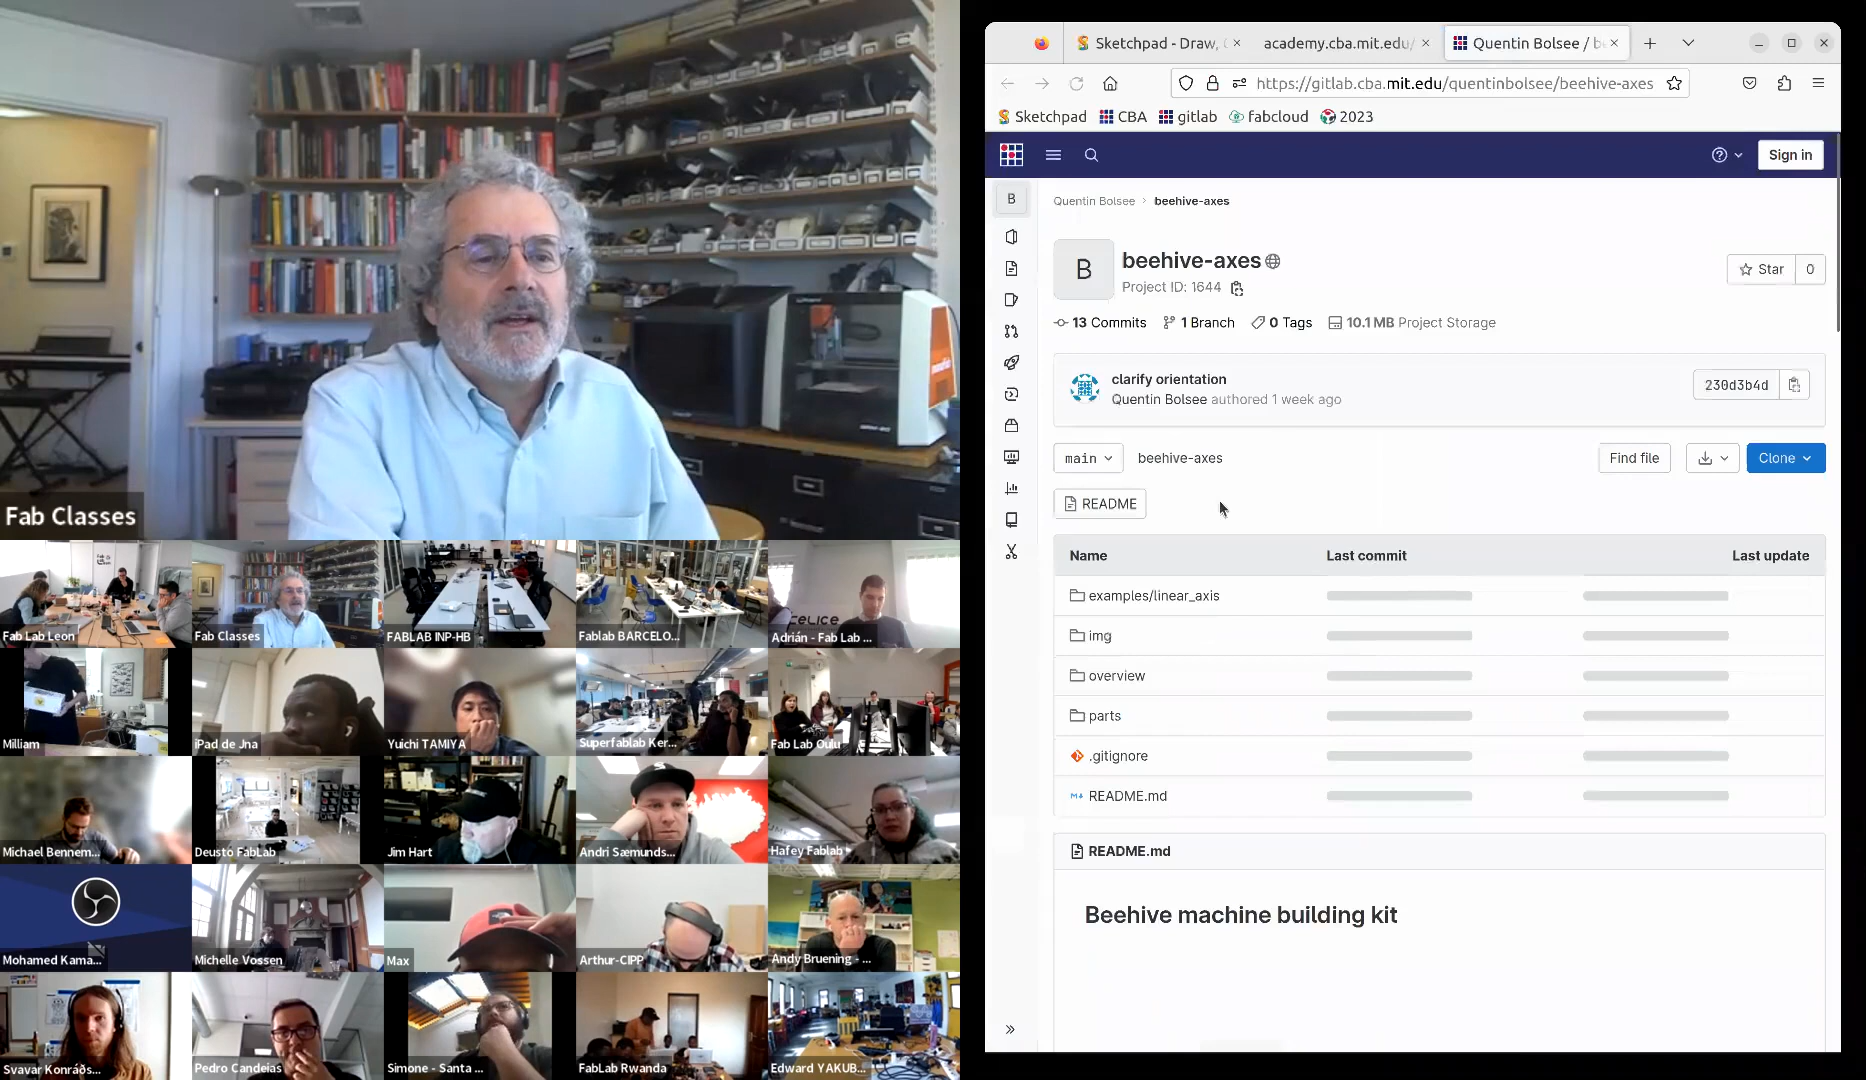 Fab Classes
Fab Lab Leon
Fab Classes
FABLAB INP-HB
Fablab BARCELO...
Adrián - Fab Lab ...
Milliam
iPad de Jna
Yuichi TAMIYA
Superfablab Ker...
Fab Lab Oulu
Michael Bennem...
Deusto FabLab
Jim Hart
Andri Sæmunds...
Hafey Fablab
Mohamed Kama...
Michelle Vossen
Max
Arthur-CIPP
Andy Bruening - ...
Svavar Konráðs...
Pedro Candeias
Simone - Santa ...
FabLab Rwanda
Edward YAKUB...
Sketchpad - Draw,
academy.cba.mit.edu/
Quentin Bolsee / b
https://gitlab.cba.mit.edu/quentinbolsee/beehive-axes
Sketchpad CBA gitlab fabcloud 2023
Sign in
B
Quentin Bolsee › beehive-axes
B
beehive-axes
Project ID: 1644
Star 0
13 Commits 1 Branch 0 Tags 10.1 MB Project Storage
clarify orientation
Quentin Bolsee authored 1 week ago
230d3b4d
main beehive-axes Find file Clone
README
Name Last commit Last update
examples/linear_axis
img
overview
parts
.gitignore
README.md
README.md
Beehive machine building kit